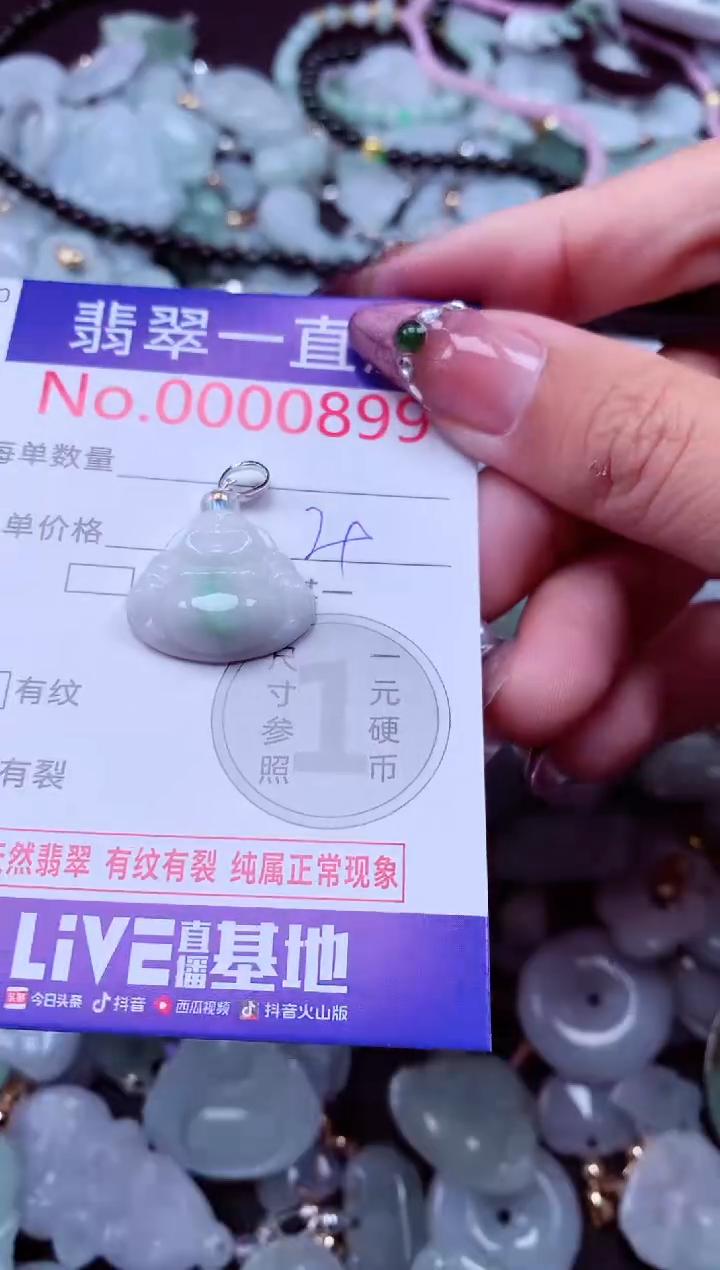 翡翠一直
No.0000899
每单数量
单价格
有纹
尺寸参照
1
一元硬币
有裂
天然翡翠 有纹有裂 纯属正常现象
LiVE直播基地
今日头条 抖音 西瓜视频 抖音火山版